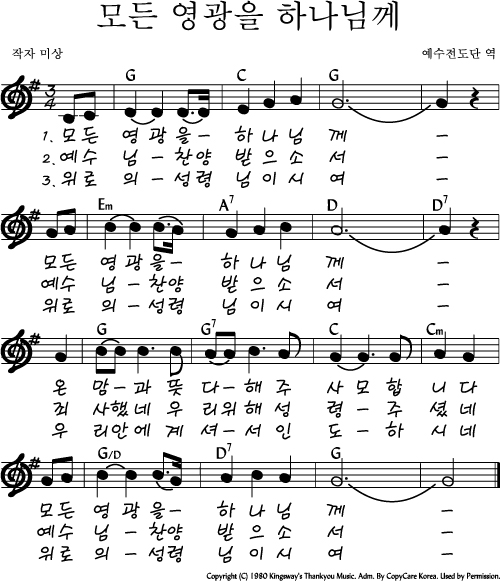 모든 영광을 하나님께
작자 미상 예수전도단 역
G C G
3
4
1. 모든 영광을- 하나님 께 -
2. 예수 님-찬양 받으소 서 -
3. 위로 의-성령 님이시 여 -
Em A7 D D7
모든 영광을- 하나님 께 -
예수 님-찬양 받으소 서 -
위로 의-성령 님이시 여 -
G G7 C Cm
온 맘-과 뜻 다-해 주 사모합 니다
죄 사했네 우 리위해 성 령-주 셨네
우 리안에 계 셔-서 인 도-하 시네
G/D D7 G
모든 영광을- 하나님 께 -
예수 님-찬양 받으소 서 -
위로 의-성령 님이시 여 -
Copyright (C) 1980 Kingsway's Thankyou Music. Adm. By CopyCare Korea. Used by Permission.